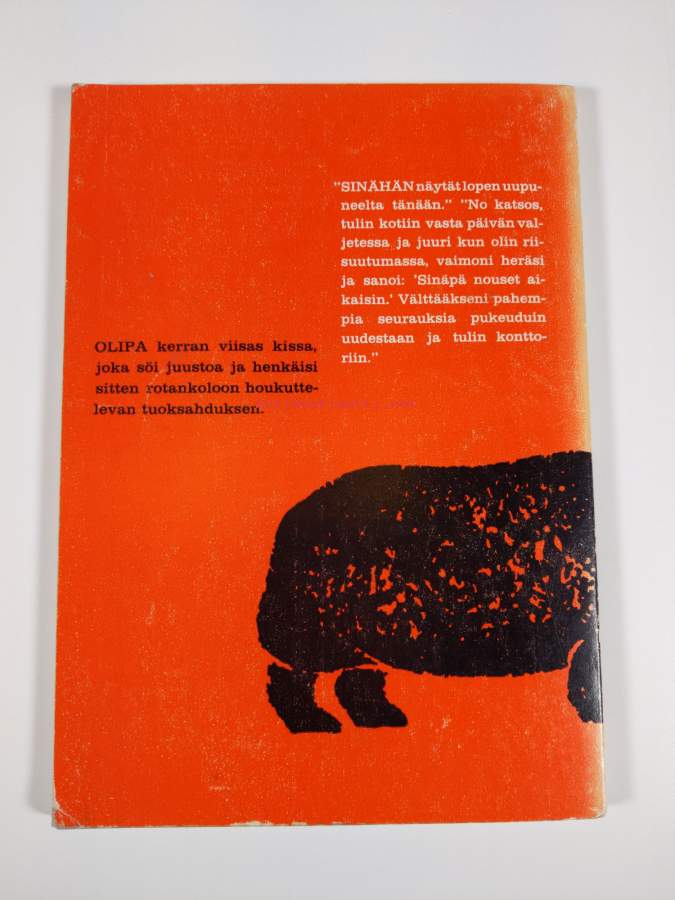 "SINÄHÄN näytät lopen uupu-
neelta tänään." "No katsos,
tulin kotiin vasta päivän val-
jetessa ja juuri kun olin rii-
suutumassa, vaimoni heräsi
ja sanoi: 'Sinäpä nouset ai-
kaisin.' Välttääkseni pahem-
pia seurauksia pukeuduin
uudestaan ja tulin kontto-
riin."
OLIPA kerran viisas kissa,
joka söi juustoa ja henkäisi
sitten rotankoloon houkutte-
levan tuoksahduksen.